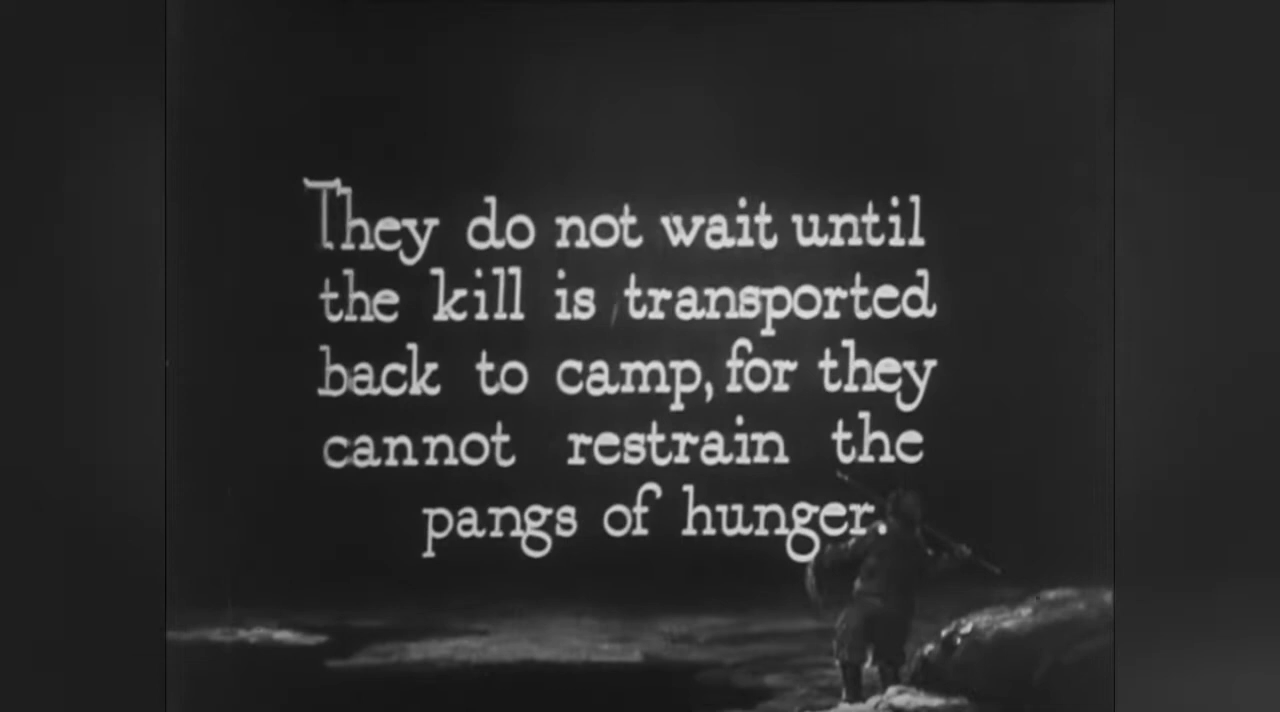 They do not wait until
the kill is transported
back to camp, for they
cannot restrain the
pangs of hunger.